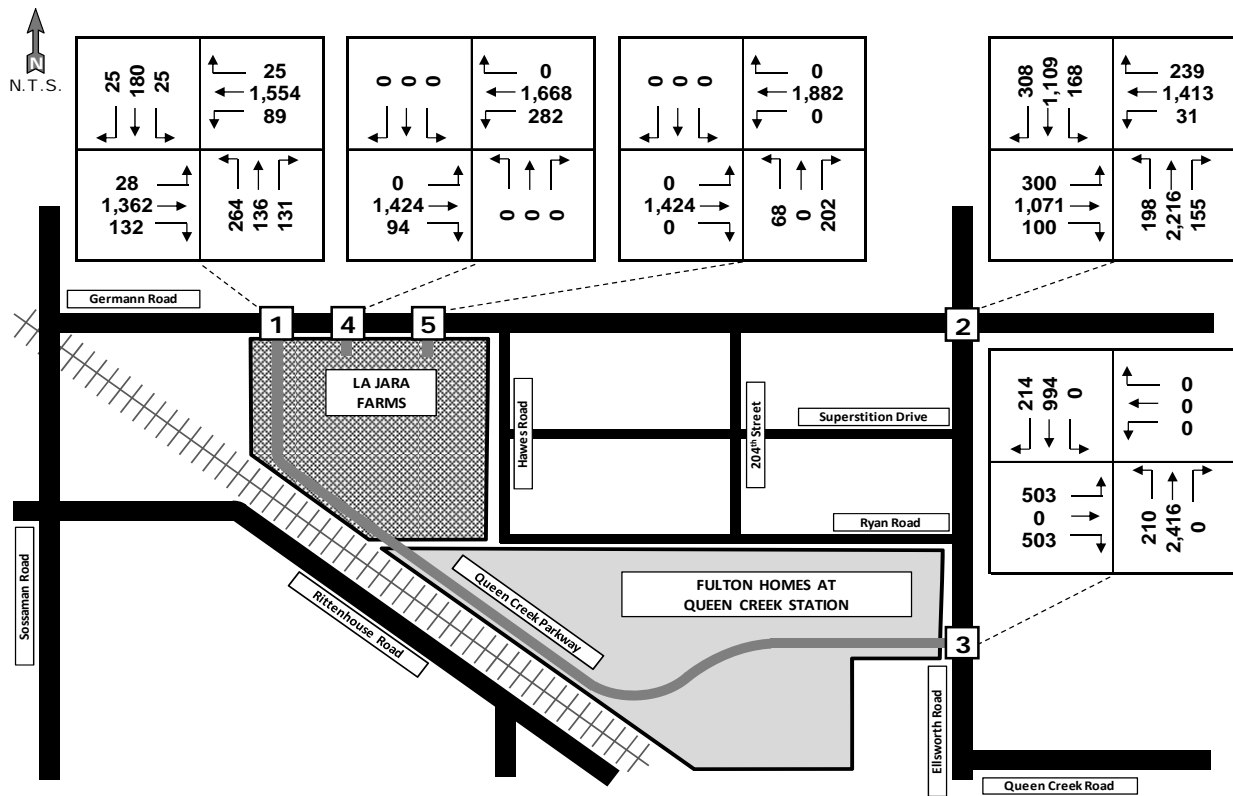 N
N.T.S.
25 180 25
25
1,554
89
28
1,362
132
264 136 131
0 0 0
0
1,668
282
0
1,424
94
0 0 0
0 0 0
0
1,882
0
0
1,424
0
68 0 202
308 1,109 168
239
1,413
31
300
1,071
100
198 2,216 155
Germann Road
1
4
5
2
LA JARA
FARMS
Hawes Road
204th Street
Superstition Drive
Ryan Road
214 994 0
0
0
0
503
0
503
210 2,416 0
Sossaman Road
Rittenhouse Road
Queen Creek Parkway
FULTON HOMES AT
QUEEN CREEK STATION
3
Ellsworth Road
Queen Creek Road